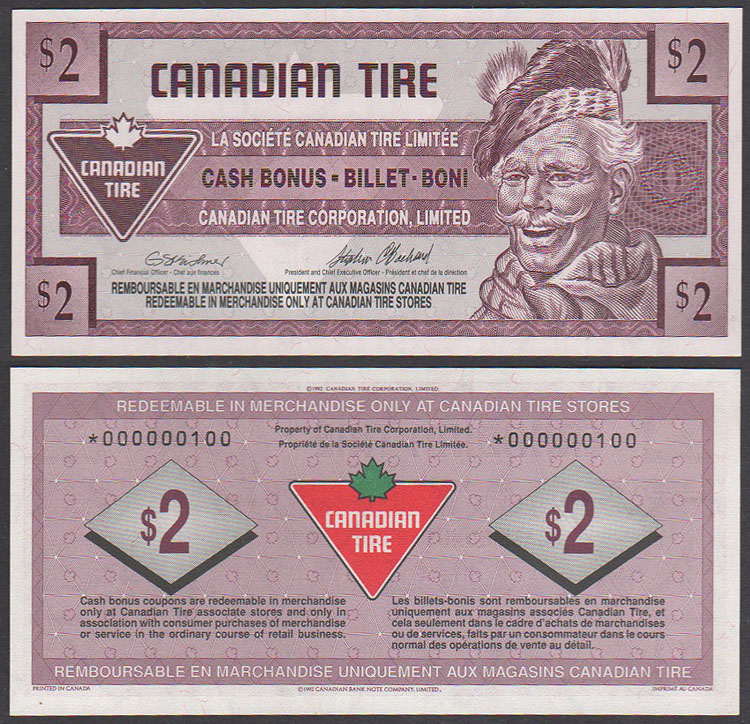 $2
$2
CANADIAN TIRE
CANADIAN
TIRE
LA SOCIÉTÉ CANADIAN TIRE LIMITÉE
CASH BONUS - BILLET - BONI
CANADIAN TIRE CORPORATION, LIMITED
Chief Financial Officer - Chef aux finances
President and Chief Executive Officer - Président et chef de la direction
$2
$2
REMBOURSABLE EN MARCHANDISE UNIQUEMENT AUX MAGASINS CANADIAN TIRE
REDEEMABLE IN MERCHANDISE ONLY AT CANADIAN TIRE STORES
©1992 CANADIAN TIRE CORPORATION, LIMITED
REDEEMABLE IN MERCHANDISE ONLY AT CANADIAN TIRE STORES
Property of Canadian Tire Corporation, Limited.
Propriété de la Société Canadian Tire Limitée.
*000000100
*000000100
$2
CANADIAN
TIRE
$2
Cash bonus coupons are redeemable in merchandise
only at Canadian Tire associate stores and only in
association with consumer purchases of merchandise
or service in the ordinary course of retail business.
Les billets-bonis sont remboursables en marchandise
uniquement aux magasins associés Canadian Tire, et
cela seulement dans le cadre d'achats de marchandises
ou de services, faits par un consommateur dans le cours
normal des opérations de vente au détail.
REMBOURSABLE EN MARCHANDISE UNIQUEMENT AUX MAGASINS CANADIAN TIRE
PRINTED IN CANADA
©1992 CANADIAN BANK NOTE COMPANY, LIMITED.
IMPRIMÉ AU CANADA